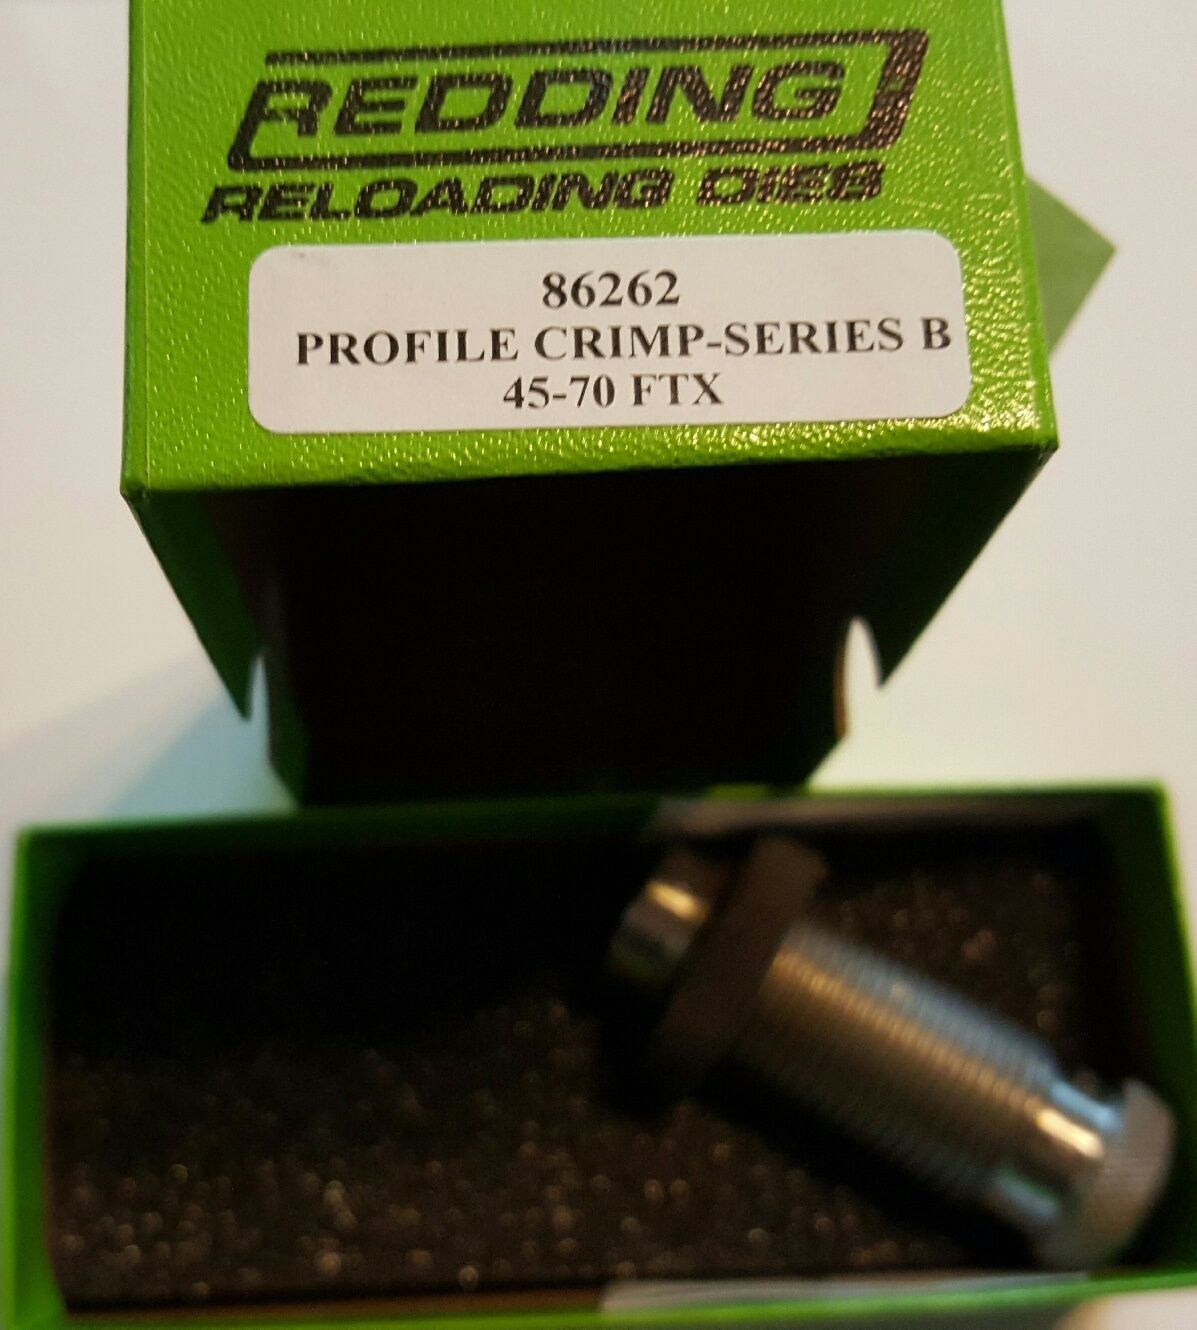 REDDING
RELOADING DIES
86262
PROFILE CRIMP-SERIES B
45-70 FTX